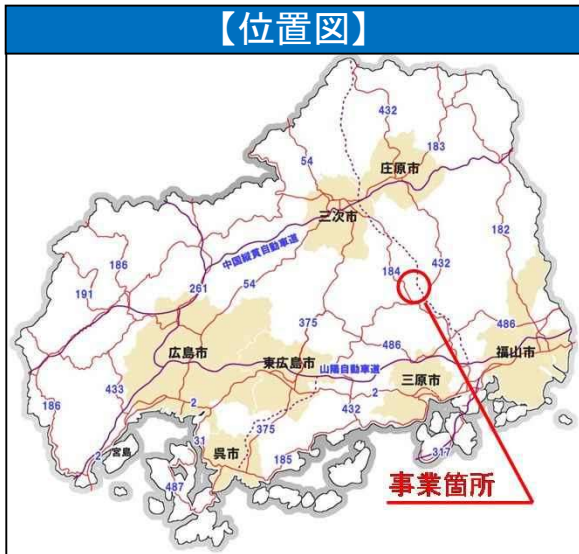 【位置図】
432
54
183
庄原市
三次市
182
中国縦貫自動車道
184
432
186
191
261
54
375
486
486
広島市
東広島市
山陽自動車道
福山市
三原市
433
2
2
432
186
31
375
2
宮島
呉市
185
317
487
事業箇所